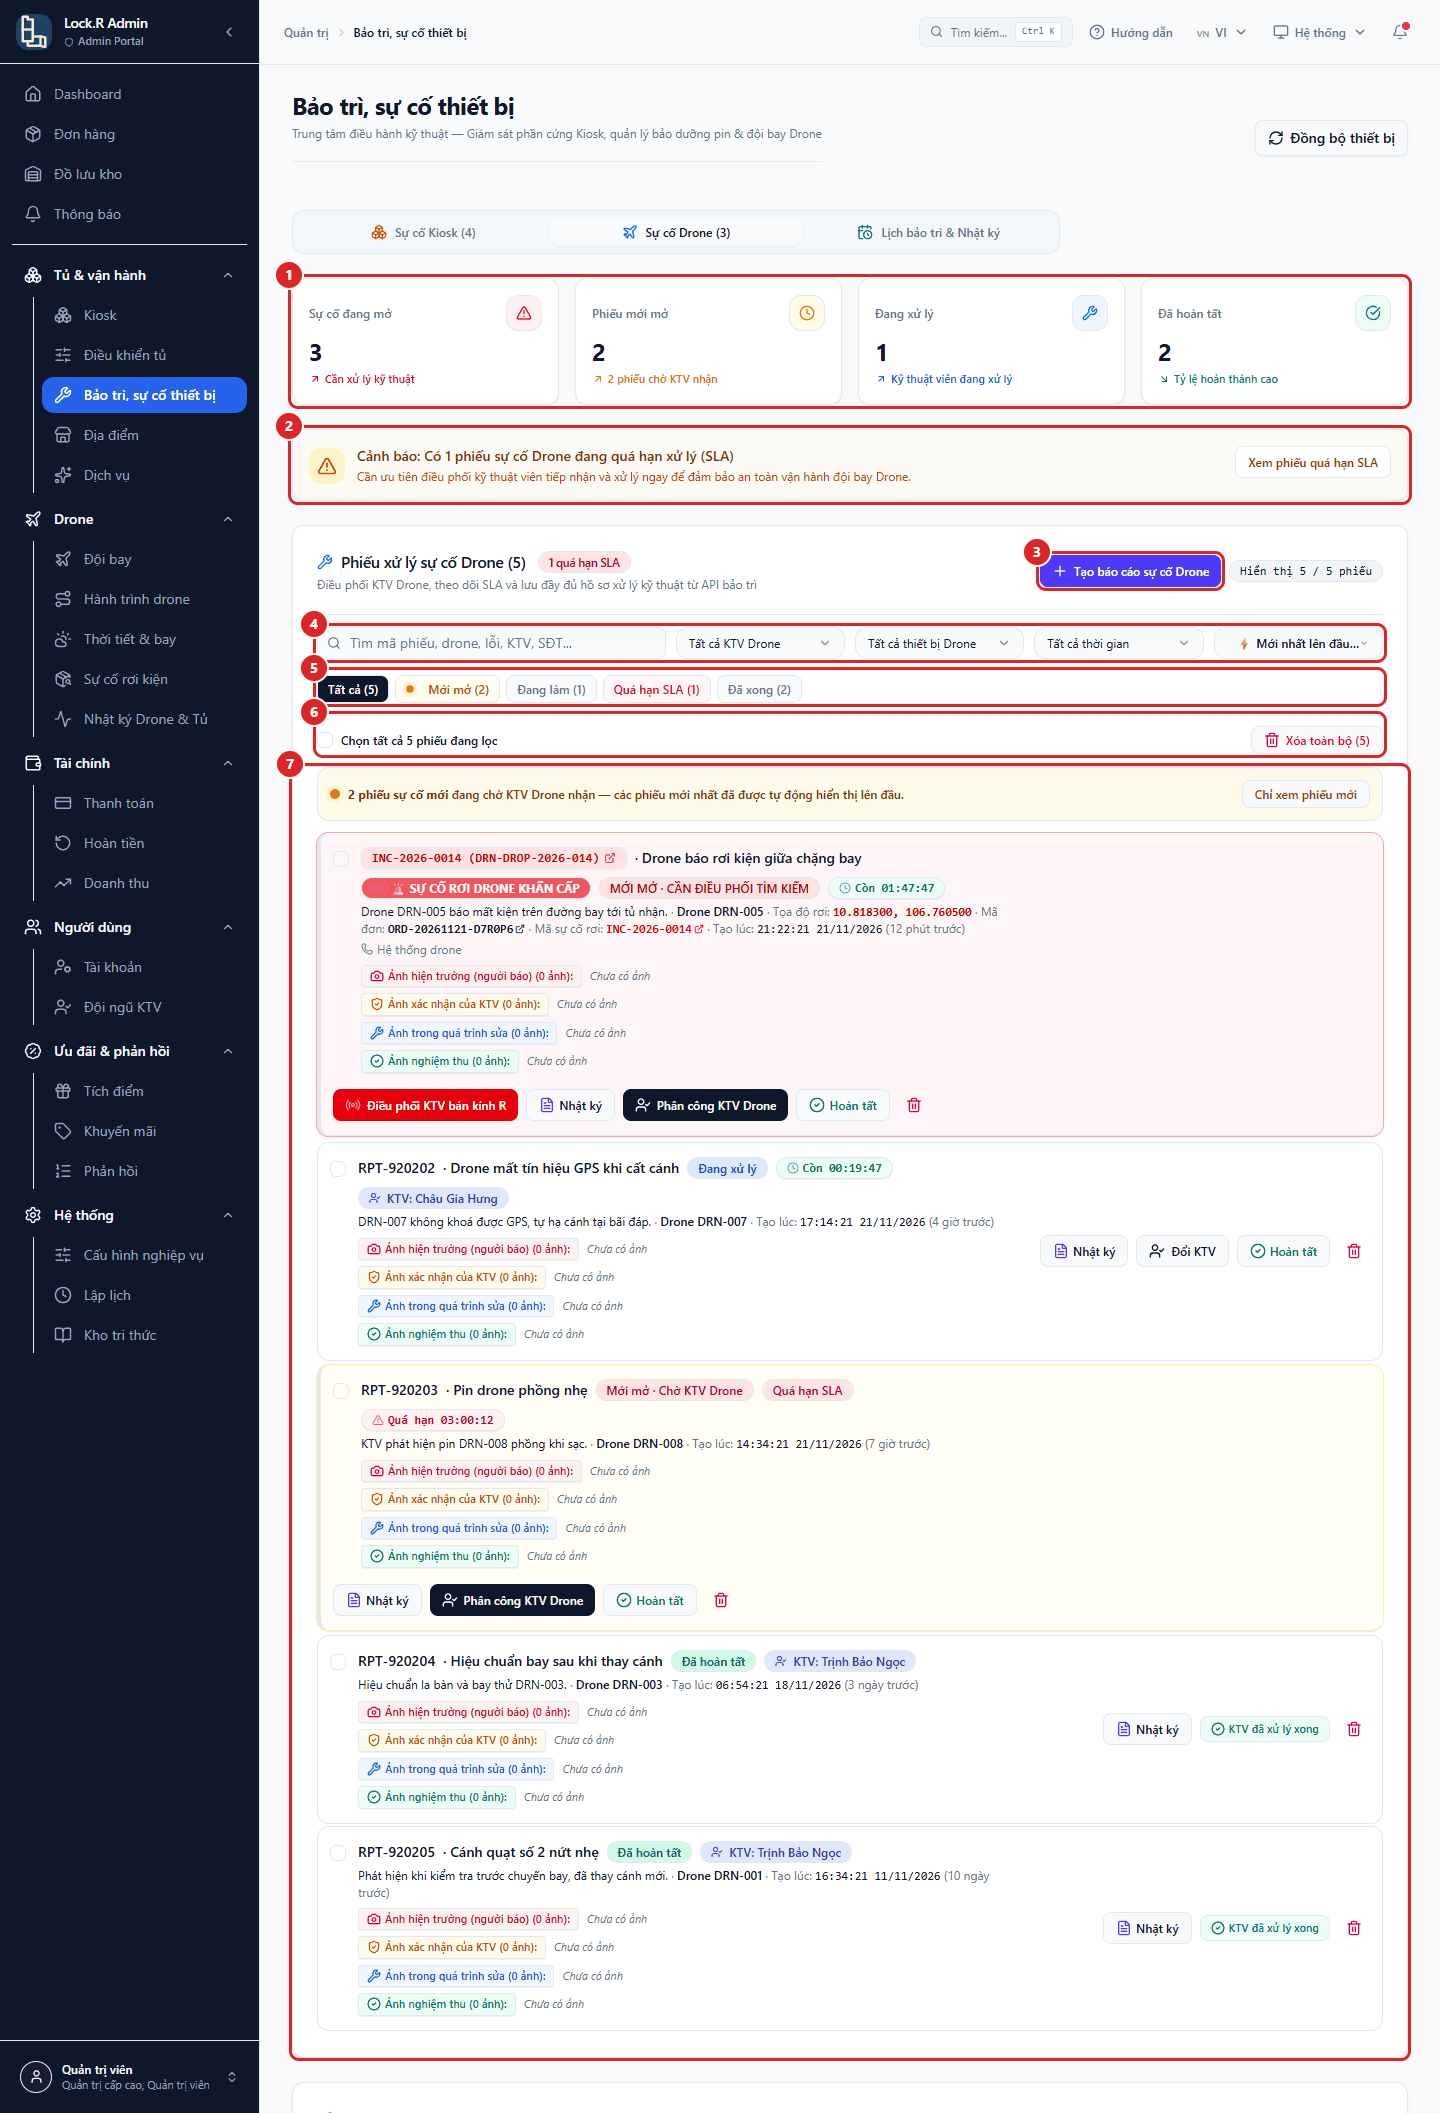 Lock.R Admin
Admin Portal
Dashboard
Đơn hàng
Đồ lưu kho
Thông báo
Tủ & vận hành
Kiosk
Điều khiển tủ
Bảo trì, sự cố thiết bị
Địa điểm
Dịch vụ
Drone
Đội bay
Hành trình drone
Thời tiết & bay
Sự cố rơi kiện
Nhật ký Drone & Tủ
Tài chính
Thanh toán
Hoàn tiền
Doanh thu
Người dùng
Tài khoản
Đội ngũ KTV
Ưu đãi & phản hồi
Tích điểm
Khuyến mãi
Phản hồi
Hệ thống
Cấu hình nghiệp vụ
Lập lịch
Kho tri thức
Quản trị viên
Quản trị cấp cao, Quản trị viên
Quản trị
Bảo trì, sự cố thiết bị
Tìm kiếm...
Ctrl K
Hướng dẫn
VN VI
Hệ thống
Bảo trì, sự cố thiết bị
Trung tâm điều hành kỹ thuật — Giám sát phần cứng Kiosk, quản lý bảo dưỡng pin & đội bay Drone
Đồng bộ thiết bị
Sự cố Kiosk (4)
Sự cố Drone (3)
Lịch bảo trì & Nhật ký
1
Sự cố đang mở
3
Cần xử lý kỹ thuật
Phiếu mới mở
2
2 phiếu chờ KTV nhận
Đang xử lý
1
Kỹ thuật viên đang xử lý
Đã hoàn tất
2
Tỷ lệ hoàn thành cao
2
Cảnh báo: Có 1 phiếu sự cố Drone đang quá hạn xử lý (SLA)
Cần ưu tiên điều phối kỹ thuật viên tiếp nhận và xử lý ngay để đảm bảo an toàn vận hành đội bay Drone.
Xem phiếu quá hạn SLA
Phiếu xử lý sự cố Drone (5)
1 quá hạn SLA
Điều phối KTV Drone, theo dõi SLA và lưu đầy đủ hồ sơ xử lý kỹ thuật từ API bảo trì
3
Tạo báo cáo sự cố Drone
Hiển thị 5 / 5 phiếu
4
Tìm mã phiếu, drone, lỗi, KTV, SĐT...
Tất cả KTV Drone
Tất cả thiết bị Drone
Tất cả thời gian
Mới nhất lên đầu...
5
Tất cả (5)
Mới mở (2)
Đang làm (1)
Quá hạn SLA (1)
Đã xong (2)
6
Chọn tất cả 5 phiếu đang lọc
Xóa toàn bộ (5)
7
2 phiếu sự cố mới đang chờ KTV Drone nhận — các phiếu mới nhất đã được tự động hiển thị lên đầu.
Chỉ xem phiếu mới
INC-2026-0014 (DRN-DROP-2026-014)
· Drone báo rơi kiện giữa chặng bay
SỰ CỐ RƠI DRONE KHẨN CẤP
MỚI MỞ · CẦN ĐIỀU PHỐI TÌM KIẾM
Còn 01:47:47
Drone DRN-005 báo mất kiện trên đường bay tới tủ nhận. · Drone DRN-005 · Tọa độ rơi: 10.818300, 106.760500 · Mã
đơn: ORD-20261121-D7R0P6 · Mã sự cố rơi: INC-2026-0014 · Tạo lúc: 21:22:21 21/11/2026 (12 phút trước)
Hệ thống drone
Ảnh hiện trường (người báo) (0 ảnh): Chưa có ảnh
Ảnh xác nhận của KTV (0 ảnh): Chưa có ảnh
Ảnh trong quá trình sửa (0 ảnh): Chưa có ảnh
Ảnh nghiệm thu (0 ảnh): Chưa có ảnh
Điều phối KTV bán kính R
Nhật ký
Phân công KTV Drone
Hoàn tất
RPT-920202 · Drone mất tín hiệu GPS khi cất cánh
Đang xử lý
Còn 00:19:47
KTV: Châu Gia Hưng
DRN-007 không khoá được GPS, tự hạ cánh tại bãi đáp. · Drone DRN-007 · Tạo lúc: 17:14:21 21/11/2026 (4 giờ trước)
Ảnh hiện trường (người báo) (0 ảnh): Chưa có ảnh
Ảnh xác nhận của KTV (0 ảnh): Chưa có ảnh
Ảnh trong quá trình sửa (0 ảnh): Chưa có ảnh
Ảnh nghiệm thu (0 ảnh): Chưa có ảnh
Nhật ký
Đổi KTV
Hoàn tất
RPT-920203 · Pin drone phồng nhẹ
Mới mở · Chờ KTV Drone
Quá hạn SLA
Quá hạn 03:00:12
KTV phát hiện pin DRN-008 phồng khi sạc. · Drone DRN-008 · Tạo lúc: 14:34:21 21/11/2026 (7 giờ trước)
Ảnh hiện trường (người báo) (0 ảnh): Chưa có ảnh
Ảnh xác nhận của KTV (0 ảnh): Chưa có ảnh
Ảnh trong quá trình sửa (0 ảnh): Chưa có ảnh
Ảnh nghiệm thu (0 ảnh): Chưa có ảnh
Nhật ký
Phân công KTV Drone
Hoàn tất
RPT-920204 · Hiệu chuẩn bay sau khi thay cánh
Đã hoàn tất
KTV: Trịnh Bảo Ngọc
Hiệu chuẩn la bàn và bay thử DRN-003. · Drone DRN-003 · Tạo lúc: 06:54:21 18/11/2026 (3 ngày trước)
Ảnh hiện trường (người báo) (0 ảnh): Chưa có ảnh
Ảnh xác nhận của KTV (0 ảnh): Chưa có ảnh
Ảnh trong quá trình sửa (0 ảnh): Chưa có ảnh
Ảnh nghiệm thu (0 ảnh): Chưa có ảnh
Nhật ký
KTV đã xử lý xong
RPT-920205 · Cánh quạt số 2 nứt nhẹ
Đã hoàn tất
KTV: Trịnh Bảo Ngọc
Phát hiện khi kiểm tra trước chuyến bay, đã thay cánh mới. · Drone DRN-001 · Tạo lúc: 16:34:21 11/11/2026 (10 ngày
trước)
Ảnh hiện trường (người báo) (0 ảnh): Chưa có ảnh
Ảnh xác nhận của KTV (0 ảnh): Chưa có ảnh
Ảnh trong quá trình sửa (0 ảnh): Chưa có ảnh
Ảnh nghiệm thu (0 ảnh): Chưa có ảnh
Nhật ký
KTV đã xử lý xong